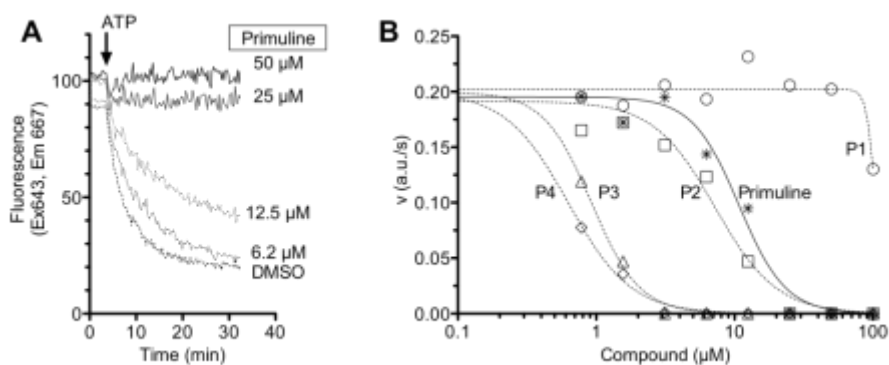 A
ATP
Primuline
50 µM
25 µM
12.5 µM
6.2 µM
DMSO
Fluorescence
(Ex643, Em 667)
100
50
0
0 10 20 30 40
Time (min)
B
v (a.u./s)
0.25
0.20
0.15
0.10
0.05
0.00
P1
P4
P3
P2
Primuline
0.1 1 10 100
Compound (µM)